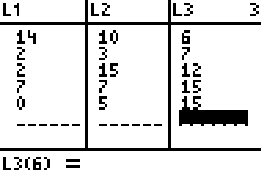 L1 L2 L3 3
14 10 6
2 3 7
2 15 12
7 7 15
0 5 15
------ ------
L3(6) =